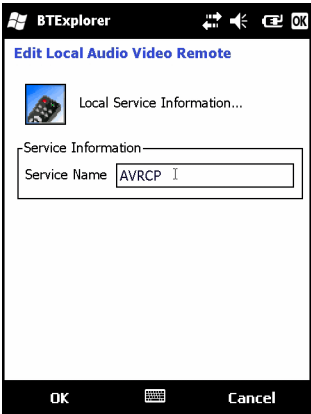 BTExplorer
OK
Edit Local Audio Video Remote
Local Service Information...
Service Information
Service Name AVRCP
OK Cancel